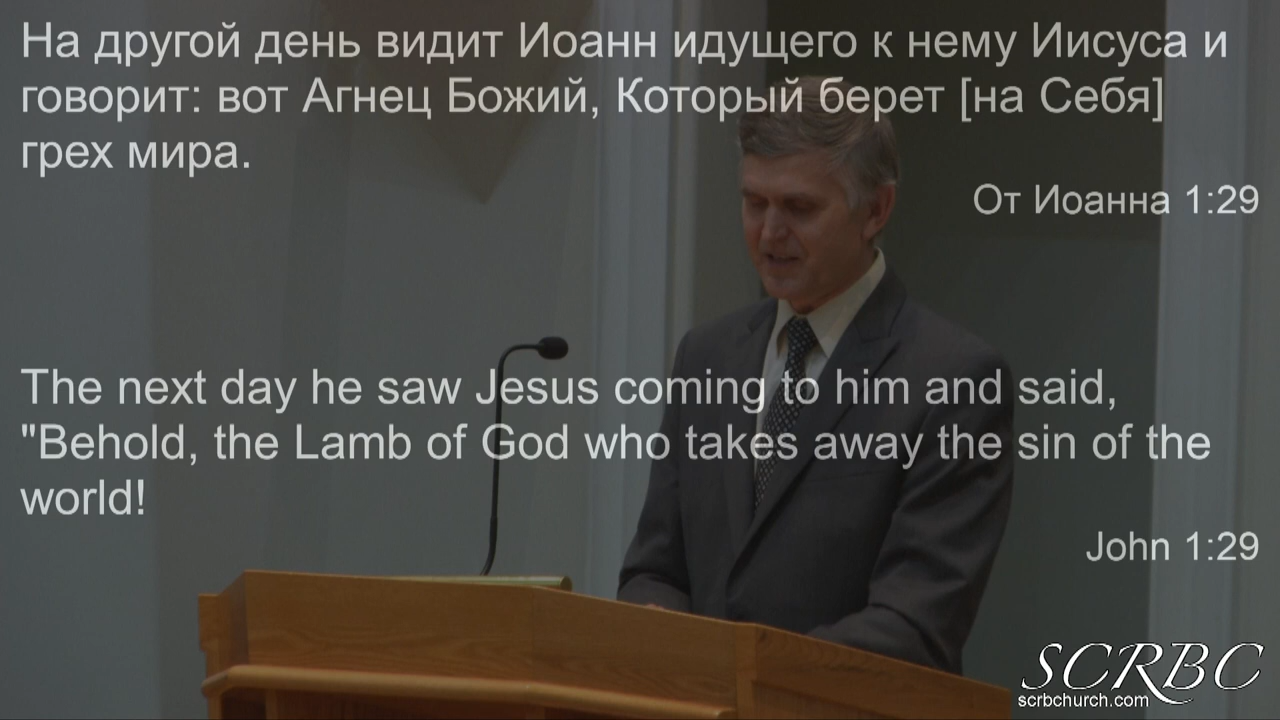 На другой день видит Иоанн идущего к нему Иисуса и
говорит: вот Агнец Божий, Который берет [на Себя]
грех мира.
От Иоанна 1:29
The next day he saw Jesus coming to him and said,
"Behold, the Lamb of God who takes away the sin of the
world!
John 1:29
SCRBC
scrbchurch.com